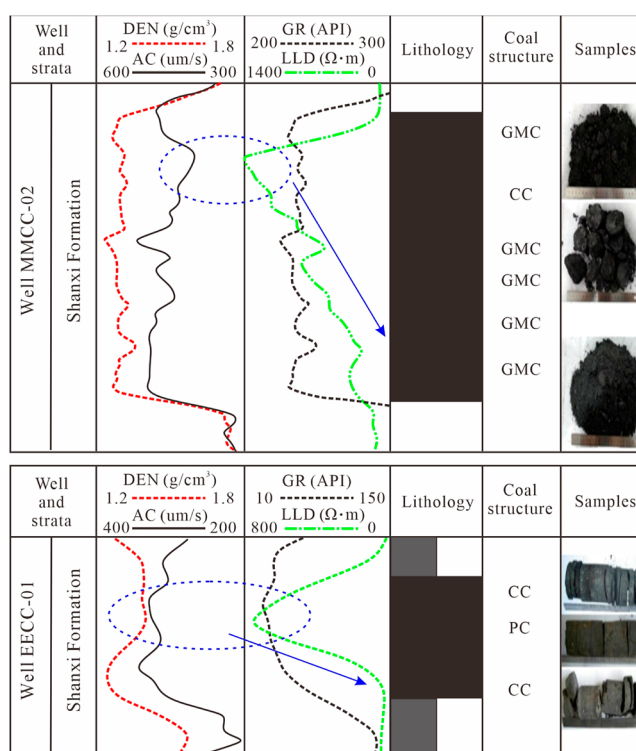 Well and strata
DEN (g/cm³)
1.2 1.8
AC (um/s)
600 300
GR (API)
200 300
LLD (Ω·m)
1400 0
Lithology
Coal structure
Samples
Well MMCC-02
Shanxi Formation
GMC
CC
GMC
GMC
GMC
GMC
Well and strata
DEN (g/cm³)
1.2 1.8
AC (um/s)
400 200
GR (API)
10 150
LLD (Ω·m)
800 0
Lithology
Coal structure
Samples
Well EECC-01
Shanxi Formation
CC
PC
CC